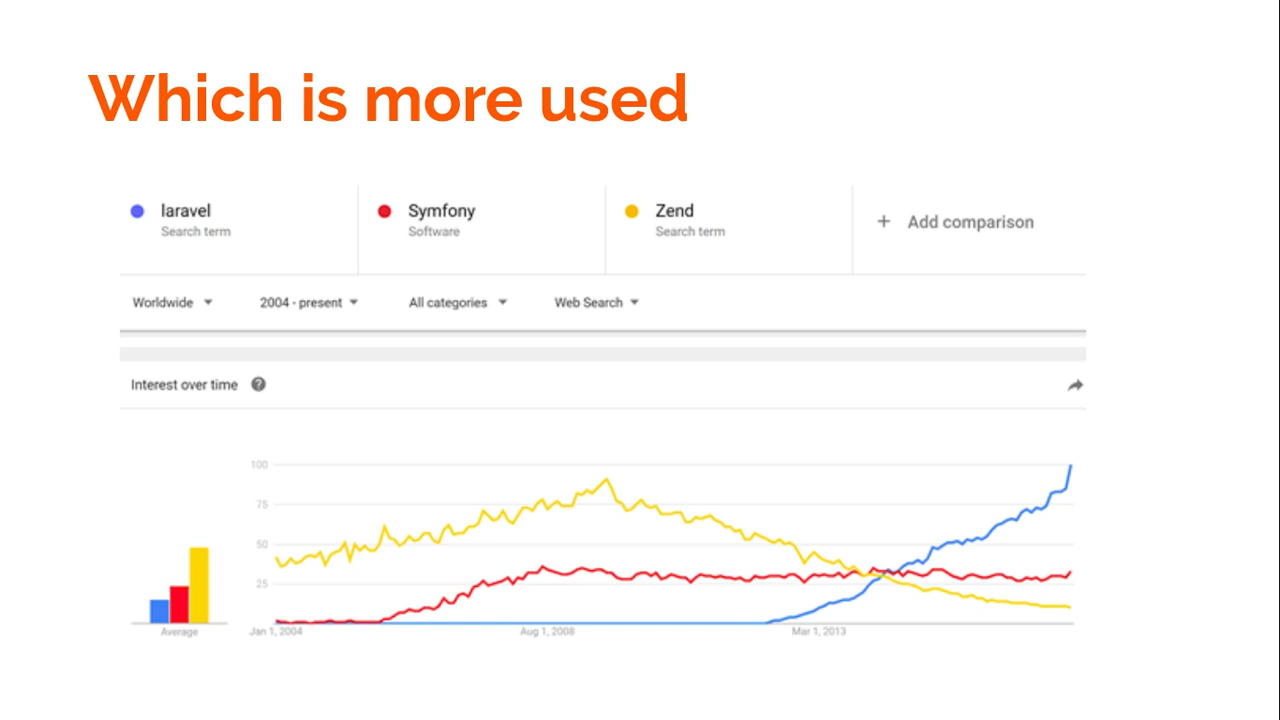 Which is more used
laravel
Search term
Symfony
Software
Zend
Search term
+ Add comparison
Worldwide
2004 - present
All categories
Web Search
Interest over time ?
100
75
50
25
Average
Jan 1, 2004
Aug 1, 2008
Mar 1, 2013